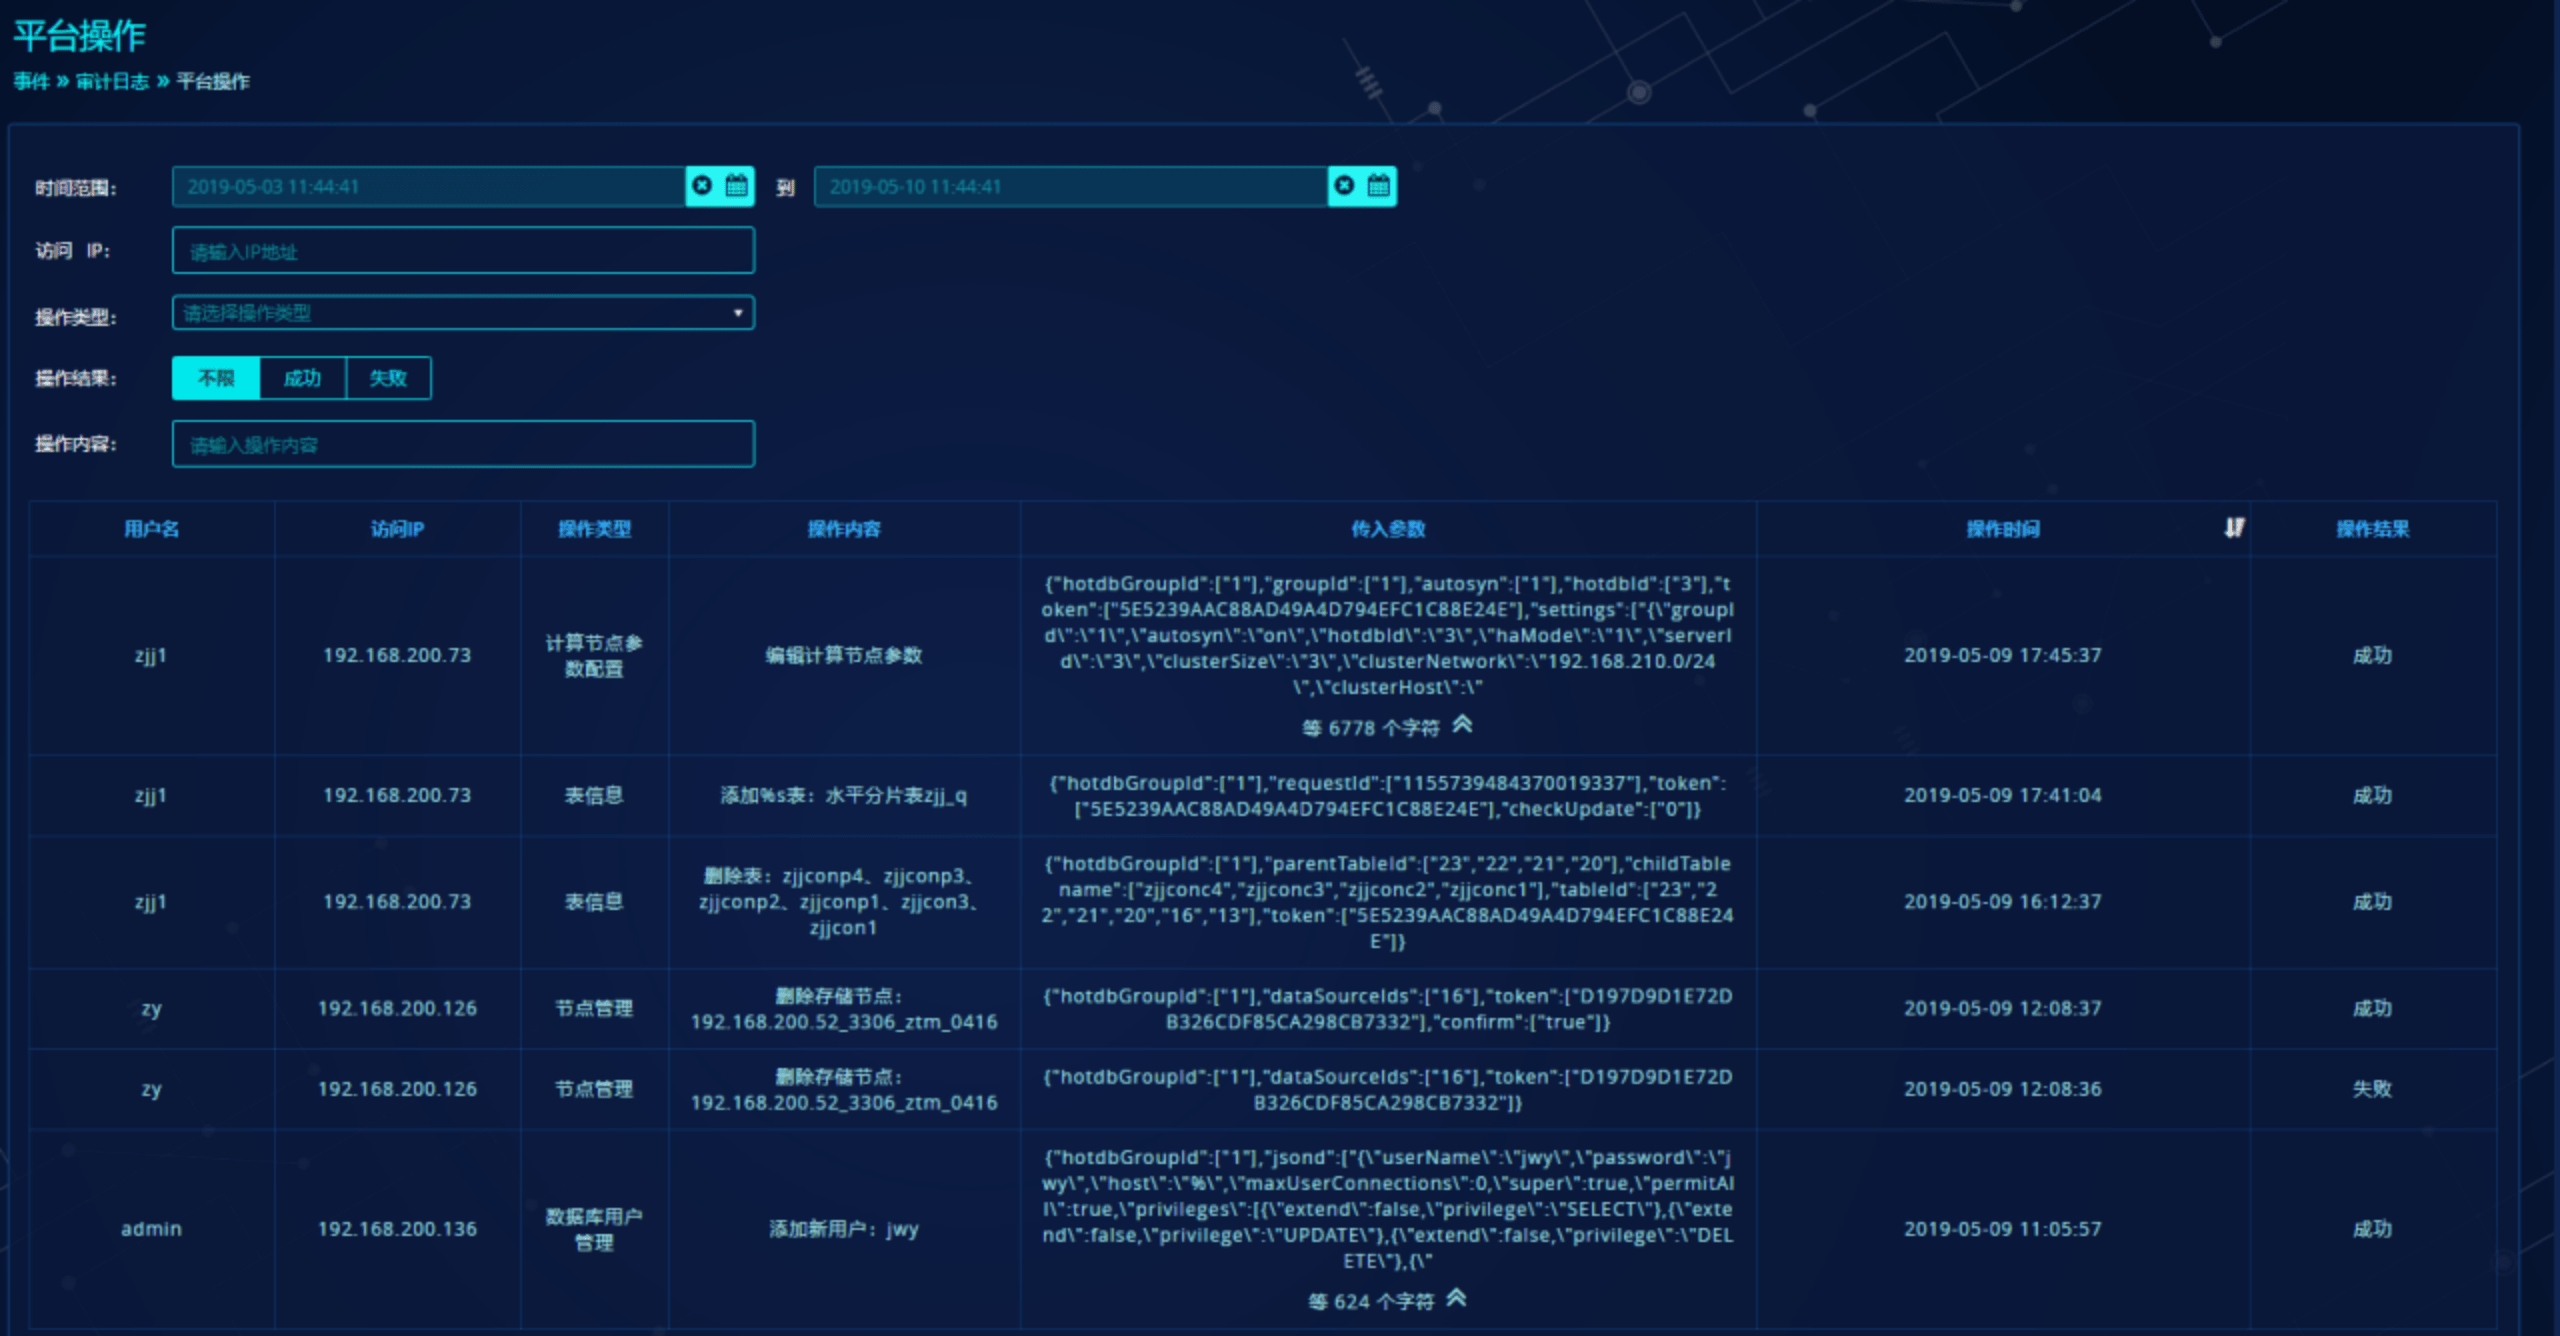 平台操作
事件 » 审计日志 » 平台操作
时间范围: 2019-05-03 11:44:41 到 2019-05-10 11:44:41
访问 IP: 请输入IP地址
操作类型: 请选择操作类型
操作结果: 不限 成功 失败
操作内容: 请输入操作内容
用户名 访问IP 操作类型 操作内容 传入参数 操作时间 操作结果
zjj1
192.168.200.73
计算节点参
数配置
编辑计算节点参数
{"hotdbGroupId":["1"],"groupId":["1"],"autosyn":["1"],"hotdbId":["3"],"t
oken":["5E5239AAC88AD49A4D794EFC1C88E24E"],"settings":["{\"groupI
d\":\"1\",\"autosyn\":\"on\",\"hotdbId\":\"3\",\"haMode\":\"1\",\"serverI
d\":\"3\",\"clusterSize\":\"3\",\"clusterNetwork\":\"192.168.210.0/24
\",\"clusterHost\":\"
等 6778 个字符
2019-05-09 17:45:37
成功
zjj1
192.168.200.73
表信息
添加%s表：水平分片表zjj_q
{"hotdbGroupId":["1"],"requestId":["1155739484370019337"],"token":
["5E5239AAC88AD49A4D794EFC1C88E24E"],"checkUpdate":["0"]}
2019-05-09 17:41:04
成功
zjj1
192.168.200.73
表信息
删除表：zjjconp4、zjjconp3、
zjjconp2、zjjconp1、zjjcon3、
zjjcon1
{"hotdbGroupId":["1"],"parentTableId":["23","22","21","20"],"childTable
name":["zjjconc4","zjjconc3","zjjconc2","zjjconc1"],"tableId":["23","2
2","21","20","16","13"],"token":["5E5239AAC88AD49A4D794EFC1C88E24
E"]}
2019-05-09 16:12:37
成功
zy
192.168.200.126
节点管理
删除存储节点：
192.168.200.52_3306_ztm_0416
{"hotdbGroupId":["1"],"dataSourceIds":["16"],"token":["D197D9D1E72D
B326CDF85CA298CB7332"],"confirm":["true"]}
2019-05-09 12:08:37
成功
zy
192.168.200.126
节点管理
删除存储节点：
192.168.200.52_3306_ztm_0416
{"hotdbGroupId":["1"],"dataSourceIds":["16"],"token":["D197D9D1E72D
B326CDF85CA298CB7332"]}
2019-05-09 12:08:36
失败
admin
192.168.200.136
数据库用户
管理
添加新用户：jwy
{"hotdbGroupId":["1"],"jsond":["{\"userName\":\"jwy\",\"password\":\"j
wy\",\"host\":\"%\",\"maxUserConnections\":0,\"super\":true,\"permitAl
l\":true,\"privileges\":[{\"extend\":false,\"privilege\":\"SELECT\"},{\"exte
nd\":false,\"privilege\":\"UPDATE\"},{\"extend\":false,\"privilege\":\"DEL
ETE\"},{\"
等 624 个字符
2019-05-09 11:05:57
成功